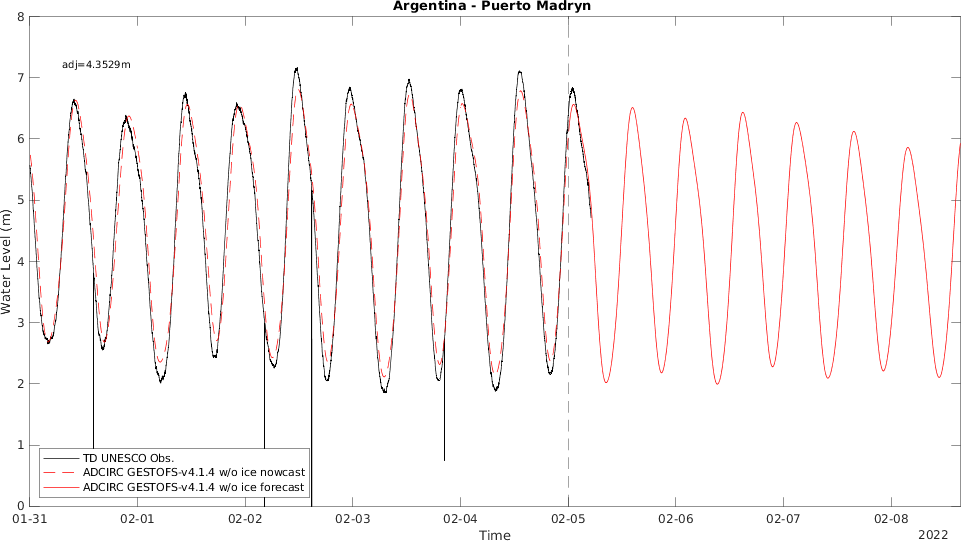 Argentina - Puerto Madryn
8
7
6
5
4
3
2
1
0
Water Level (m)
adj=4.3529m
TD UNESCO Obs.
ADCIRC GESTOFS-v4.1.4 w/o ice nowcast
ADCIRC GESTOFS-v4.1.4 w/o ice forecast
01-31 02-01 02-02 02-03 02-04 02-05 02-06 02-07 02-08
Time
2022